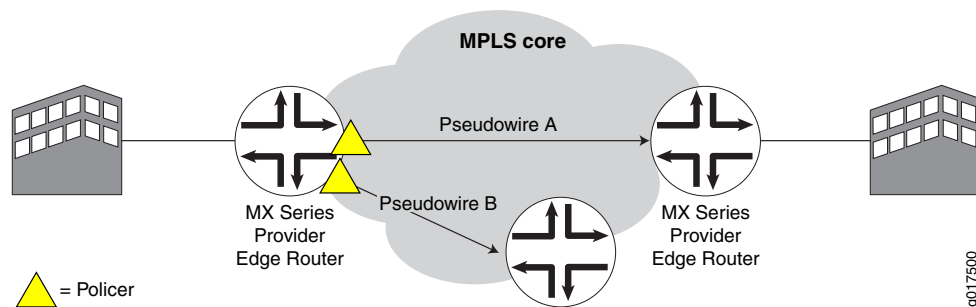 MPLS core
Pseudowire A
Pseudowire B
MX Series
Provider
Edge Router
MX Series
Provider
Edge Router
= Policer
g017500